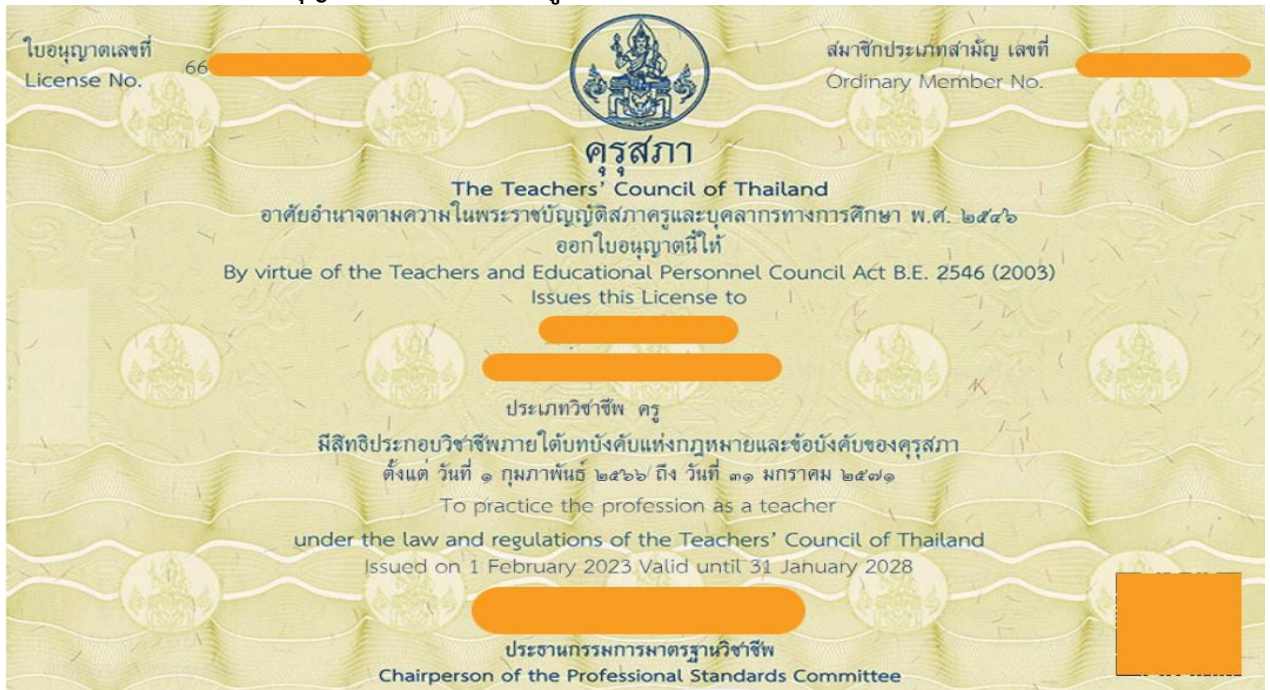 ใบอนุญาตเลขที่
License No.
66
สมาชิกประเภทสามัญ เลขที่
Ordinary Member No.
คุรุสภา
The Teachers' Council of Thailand
อาศัยอำนาจตามความในพระราชบัญญัติสภาครูและบุคลากรทางการศึกษา พ.ศ. ๒๕๔๖
ออกใบอนุญาตนี้ให้
By virtue of the Teachers and Educational Personnel Council Act B.E. 2546 (2003)
Issues this License to
ประเภทวิชาชีพ ครู
มีสิทธิประกอบวิชาชีพภายใต้บทบังคับแห่งกฎหมายและข้อบังคับของคุรุสภา
ตั้งแต่ วันที่ ๑ กุมภาพันธ์ ๒๕๖๖ ถึง วันที่ ๓๑ มกราคม ๒๕๗๑
To practice the profession as a teacher
under the law and regulations of the Teachers' Council of Thailand
Issued on 1 February 2023 Valid until 31 January 2028
ประธานกรรมการมาตรฐานวิชาชีพ
Chairperson of the Professional Standards Committee